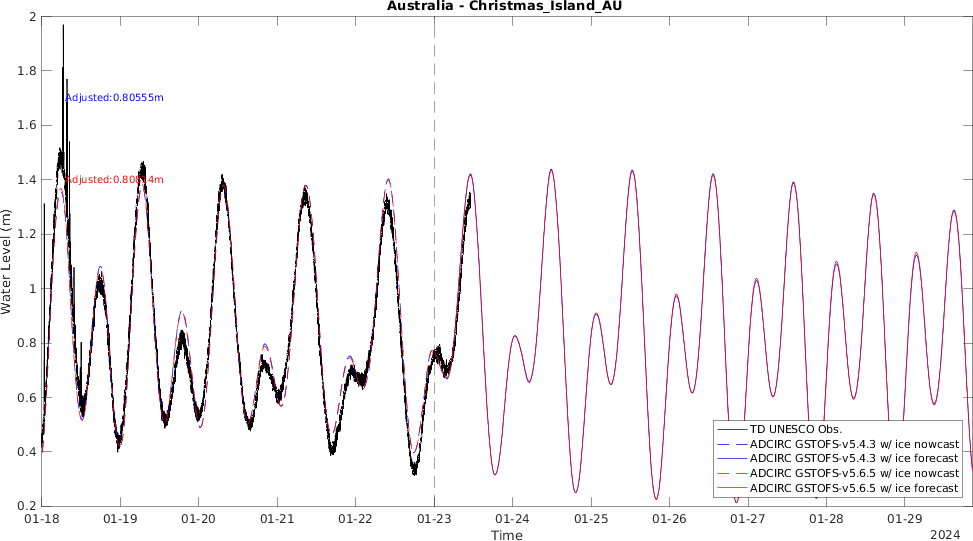 Australia - Christmas_Island_AU
2
1.8
1.6
1.4
1.2
1
0.8
0.6
0.4
0.2
Water Level (m)
Adjusted:0.80555m
TD UNESCO Obs.
ADCIRC GSTOFS-v5.4.3 w/ ice nowcast
ADCIRC GSTOFS-v5.4.3 w/ ice forecast
ADCIRC GSTOFS-v5.6.5 w/ ice nowcast
ADCIRC GSTOFS-v5.6.5 w/ ice forecast
01-18 01-19 01-20 01-21 01-22 01-23 01-24 01-25 01-26 01-27 01-28 01-29
Time
2024